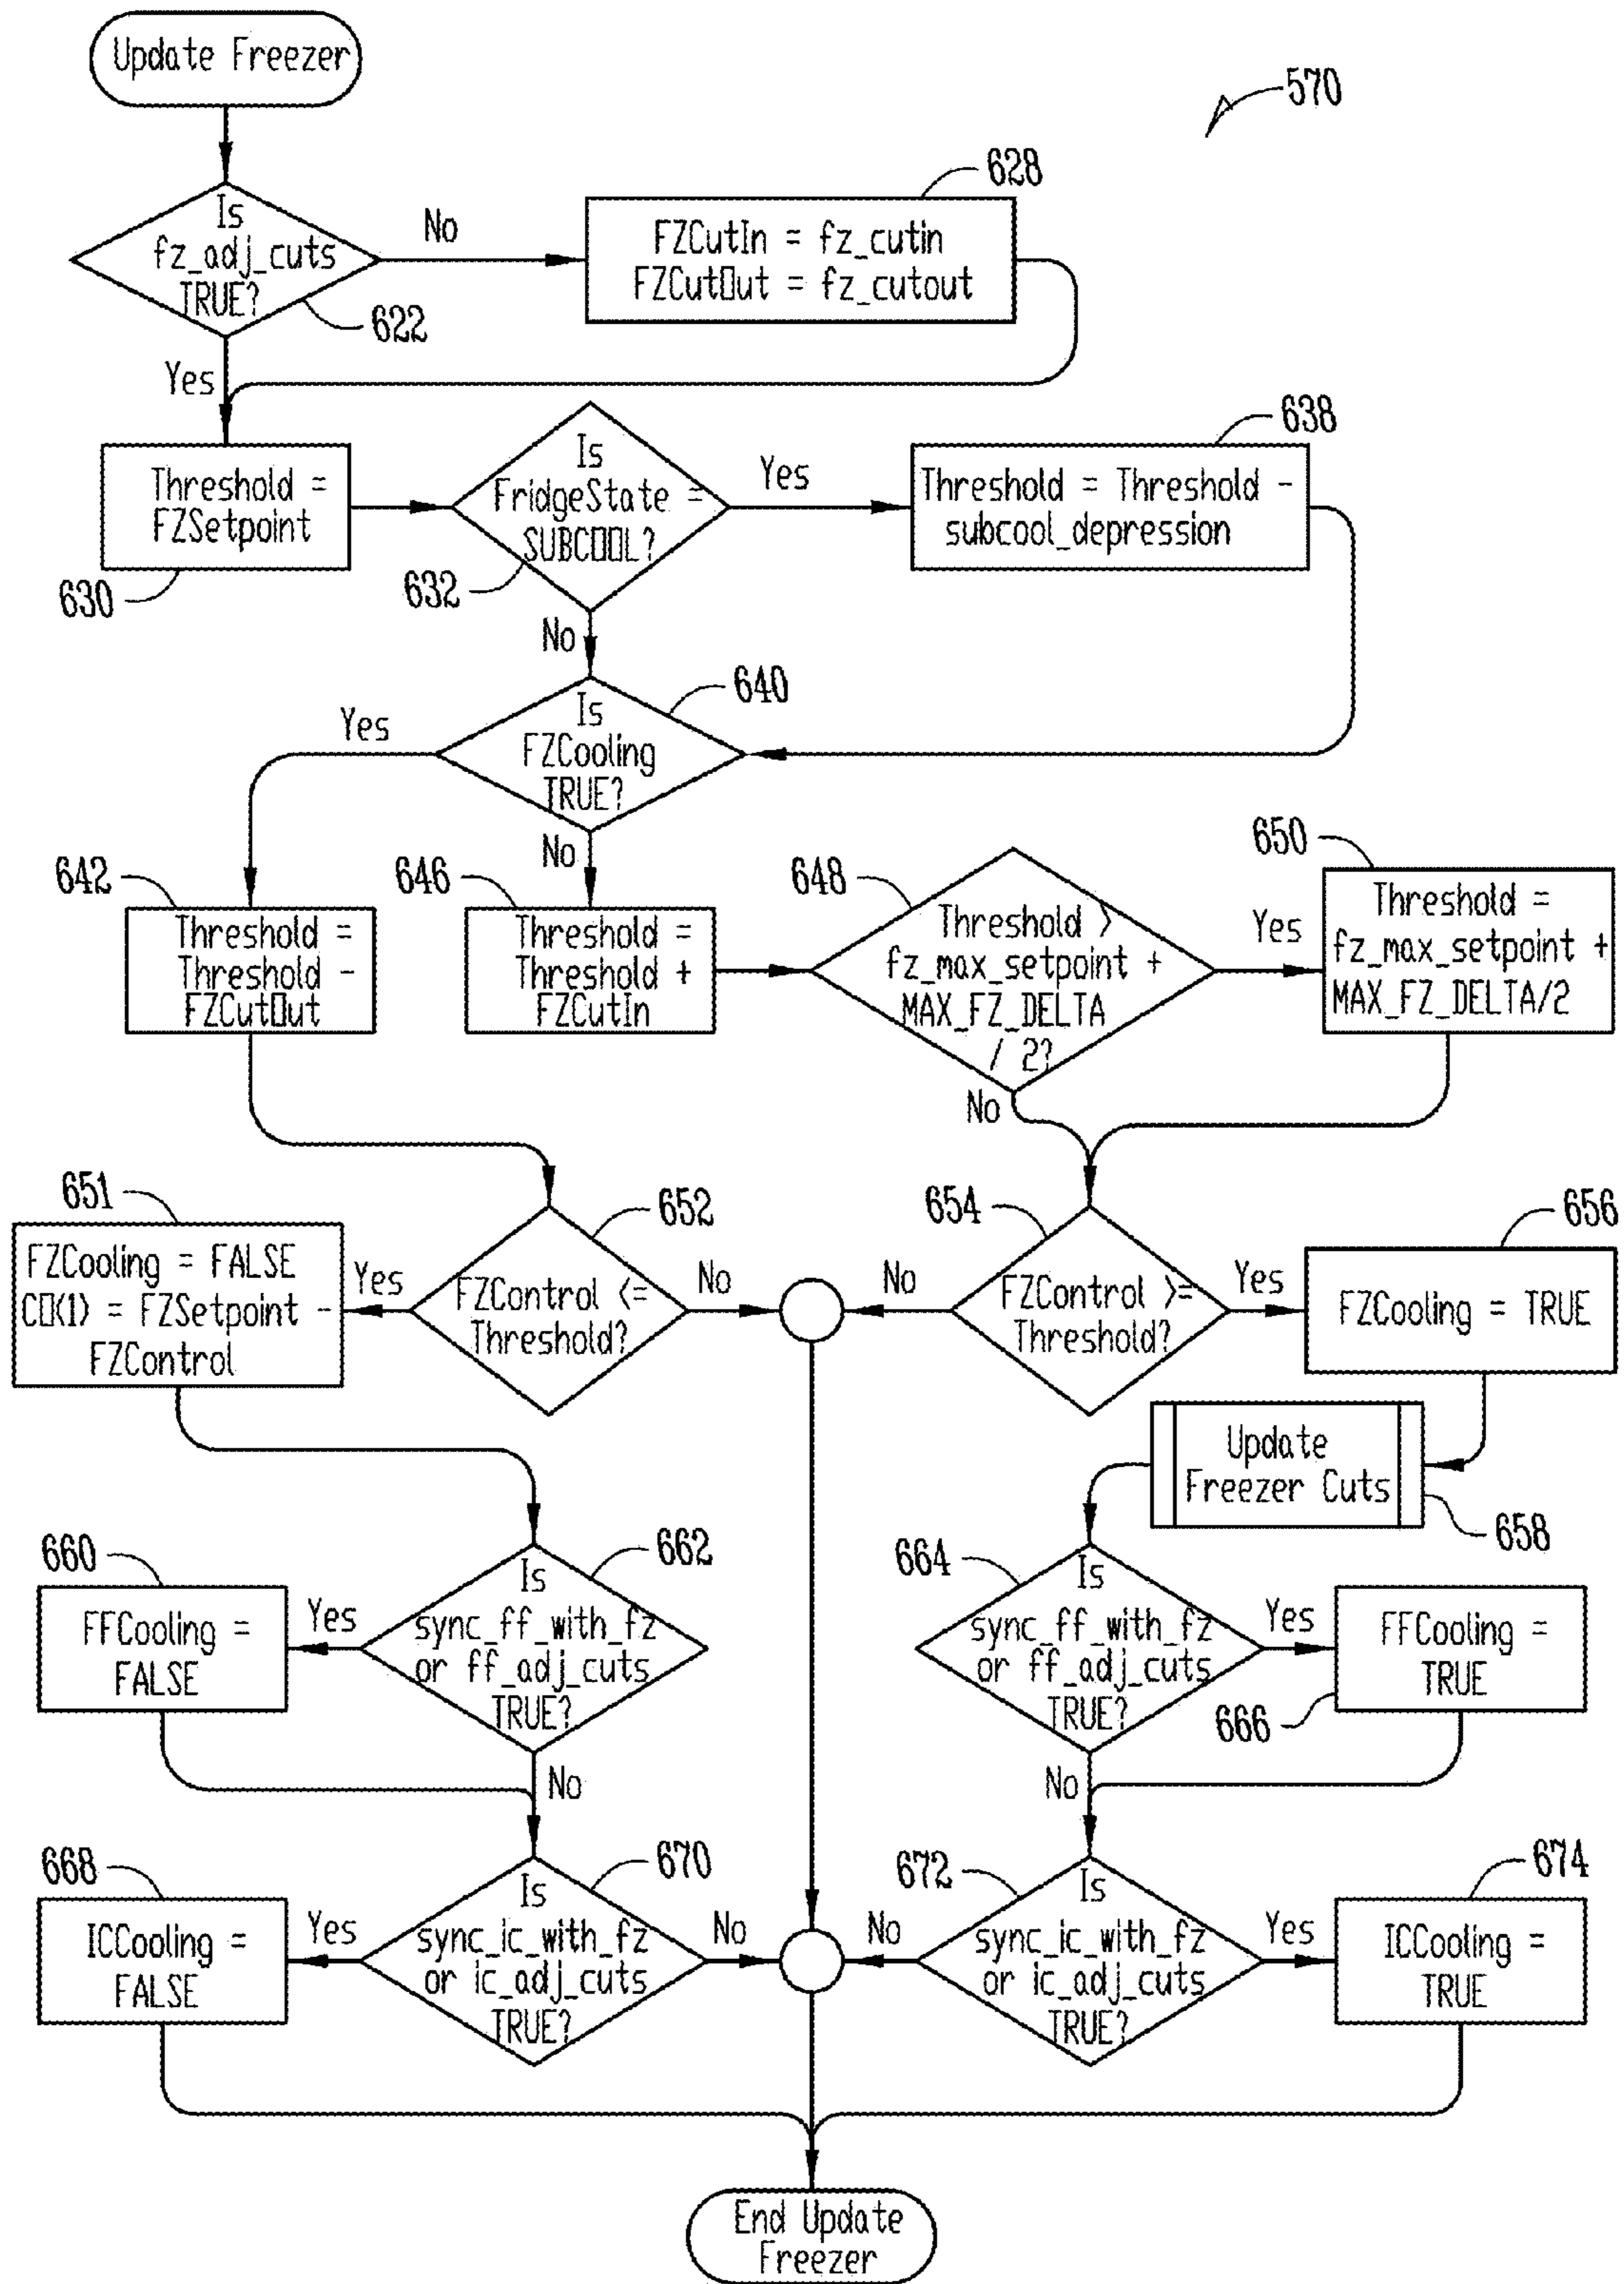 Update Freezer
570
Is
fz_adj_cuts
TRUE?
622
No
Yes
628
FZCutIn = fz_cutin
FZCutOut = fz_cutout
Threshold =
FZSetpoint
630
Is
FridgeState =
SUBCOOL?
632
Yes
No
638
Threshold = Threshold -
subcool_depression
Is
FZCooling
TRUE?
640
Yes
No
642
Threshold =
Threshold -
FZCutOut
646
Threshold =
Threshold +
FZCutIn
648
Threshold >
fz_max_setpoint +
MAX_FZ_DELTA
/ 2?
Yes
No
650
Threshold =
fz_max_setpoint +
MAX_FZ_DELTA/2
651
FZCooling = FALSE
CO(1) = FZSetpoint -
FZControl
Yes
652
FZControl <=
Threshold?
No
654
No
FZControl >=
Threshold?
Yes
656
FZCooling = TRUE
Update
Freezer Cuts
658
660
FFCooling =
FALSE
Yes
662
Is
sync_ff_with_fz
or ff_adj_cuts
TRUE?
No
664
Is
sync_ff_with_fz
or ff_adj_cuts
TRUE?
Yes
No
666
FFCooling =
TRUE
668
ICCooling =
FALSE
Yes
670
Is
sync_ic_with_fz
or ic_adj_cuts
TRUE?
No
672
No
Is
sync_ic_with_fz
or ic_adj_cuts
TRUE?
Yes
674
ICCooling =
TRUE
End Update
Freezer